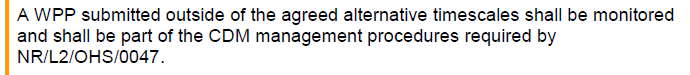 A WPP submitted outside of the agreed alternative timescales shall be monitored
and shall be part of the CDM management procedures required by
NR/L2/OHS/0047.